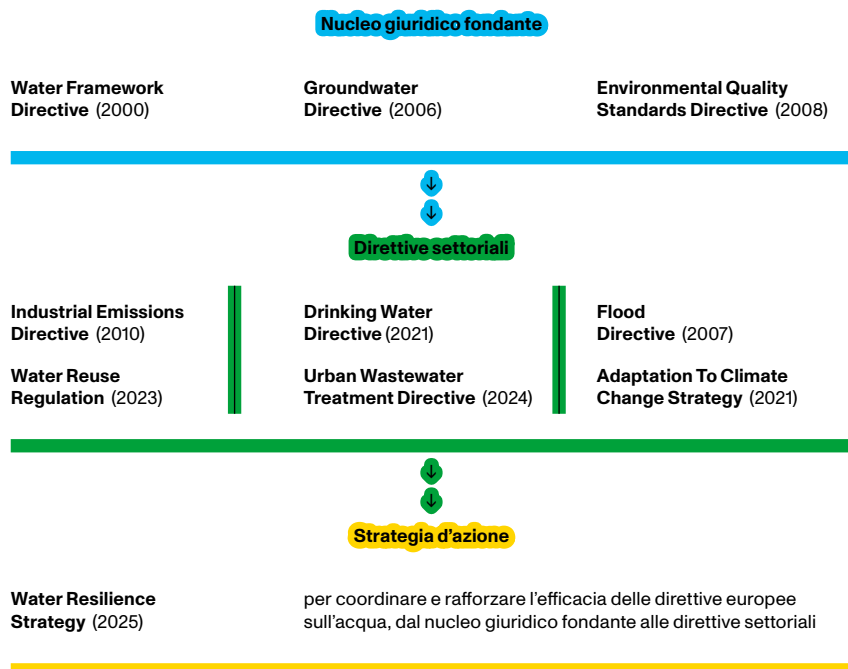 Nucleo giuridico fondante
Water Framework
Directive (2000)
Groundwater
Directive (2006)
Environmental Quality
Standards Directive (2008)
↓
↓
Direttive settoriali
Industrial Emissions
Directive (2010)
Water Reuse
Regulation (2023)
Drinking Water
Directive (2021)
Urban Wastewater
Treatment Directive (2024)
Flood
Directive (2007)
Adaptation To Climate
Change Strategy (2021)
↓
↓
Strategia d’azione
Water Resilience
Strategy (2025)
per coordinare e rafforzare l’efficacia delle direttive europee
sull’acqua, dal nucleo giuridico fondante alle direttive settoriali